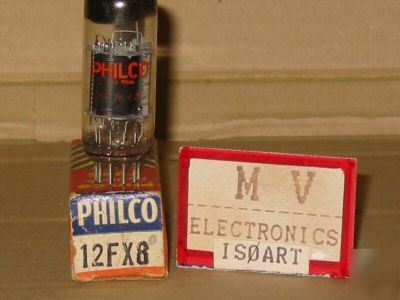 PHILCO
PHILCO
12FX8
M V
ELECTRONICS
ISØART